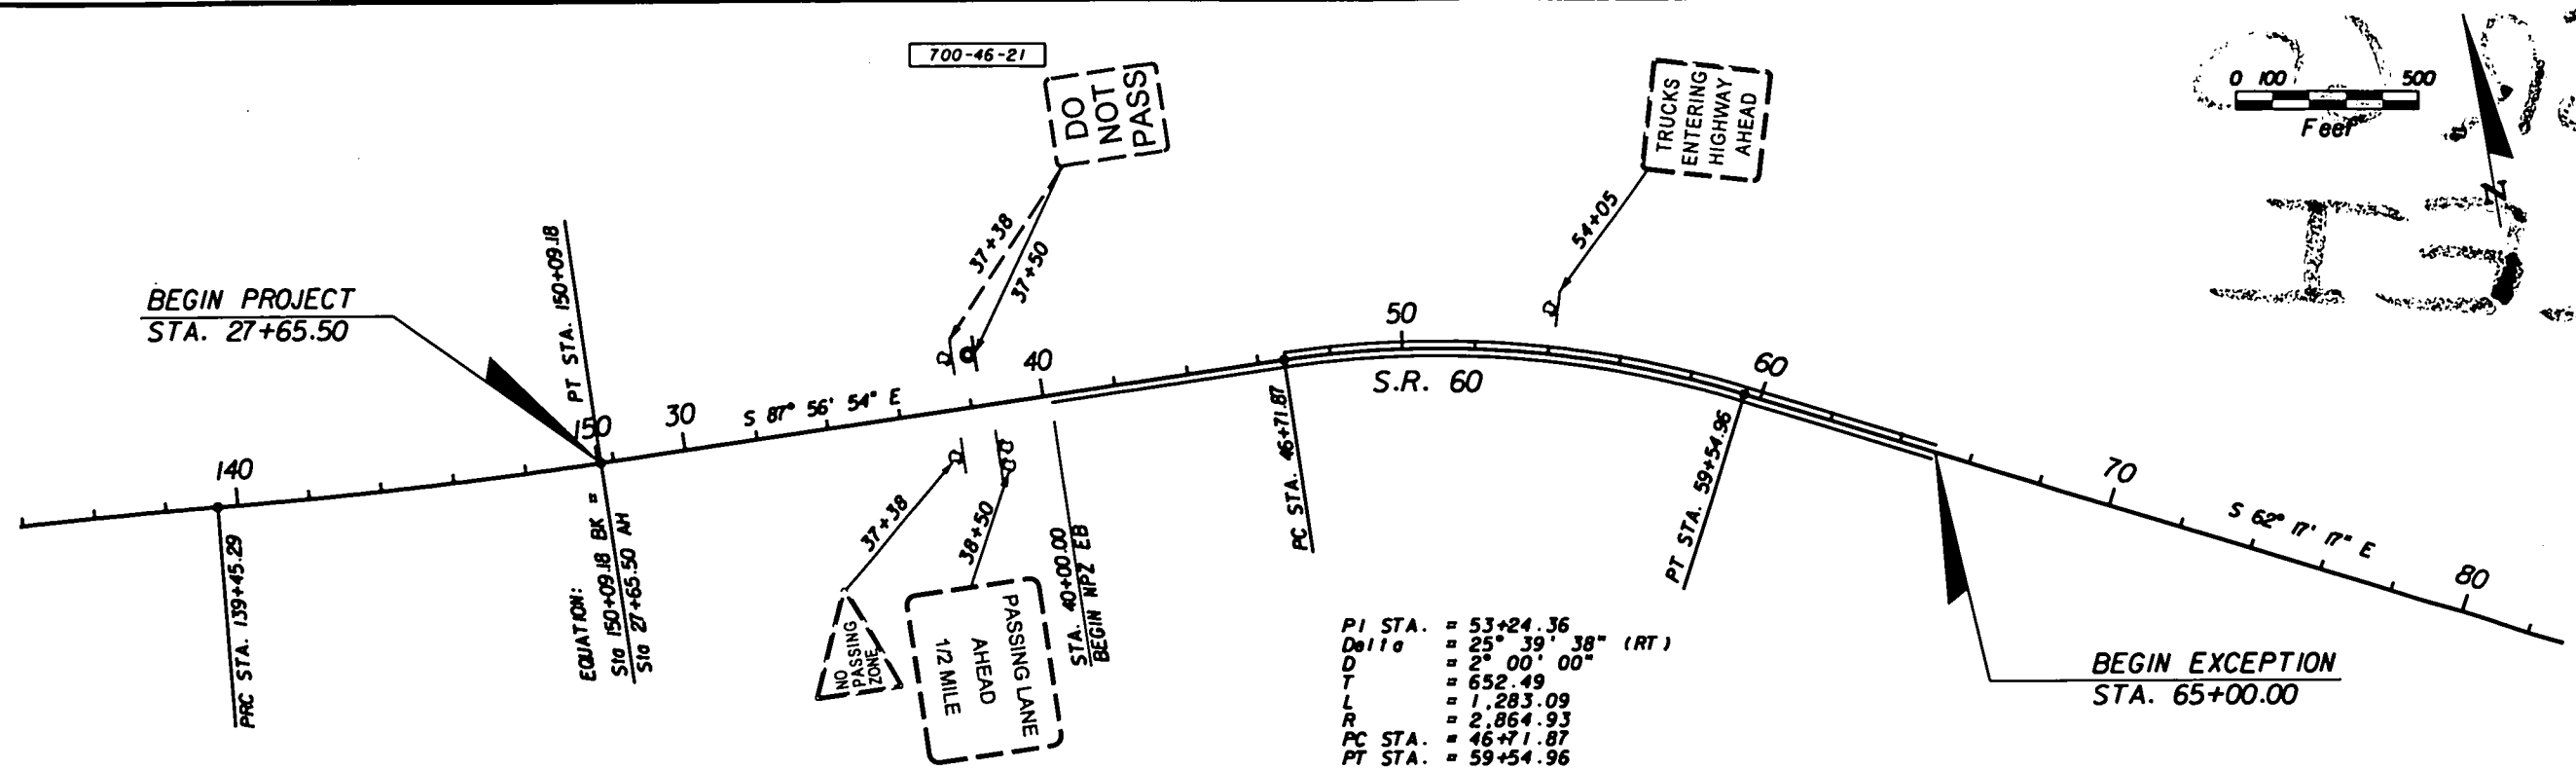 700-46-21
DO
NOT
PASS
TRUCKS
ENTERING
HIGHWAY
AHEAD
0 100 500
Feet
N
37+38
37+50
54+05
BEGIN PROJECT
STA. 27+65.50
PT STA. 150+09.18
140
150
30
S 87° 56' 54" E
40
50
S.R. 60
60
70
S 62° 17' 17" E
80
PRC STA. 139+45.29
EQUATION:
Sta 150+09.18 BK =
Sta 27+65.50 AH
37+38
38+50
NO
PASSING
ZONE
PASSING LANE
AHEAD
1/2 MILE
STA. 40+00.00
BEGIN NPZ EB
PC STA. 46+71.87
PT STA. 59+54.96
PI STA. = 53+24.36
Delta = 25° 39' 38" (RT)
D = 2° 00' 00"
T = 652.49
L = 1,283.09
R = 2,864.93
PC STA. = 46+71.87
PT STA. = 59+54.96
BEGIN EXCEPTION
STA. 65+00.00